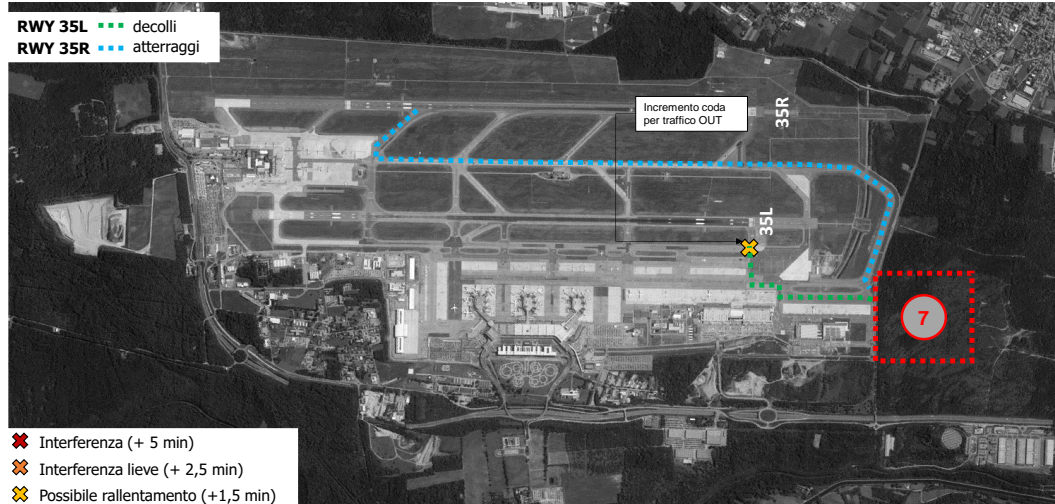 RWY 35L decolli
RWY 35R atterraggi
Incremento coda
per traffico OUT
35R
35L
7
Interferenza (+ 5 min)
Interferenza lieve (+ 2,5 min)
Possibile rallentamento (+1,5 min)